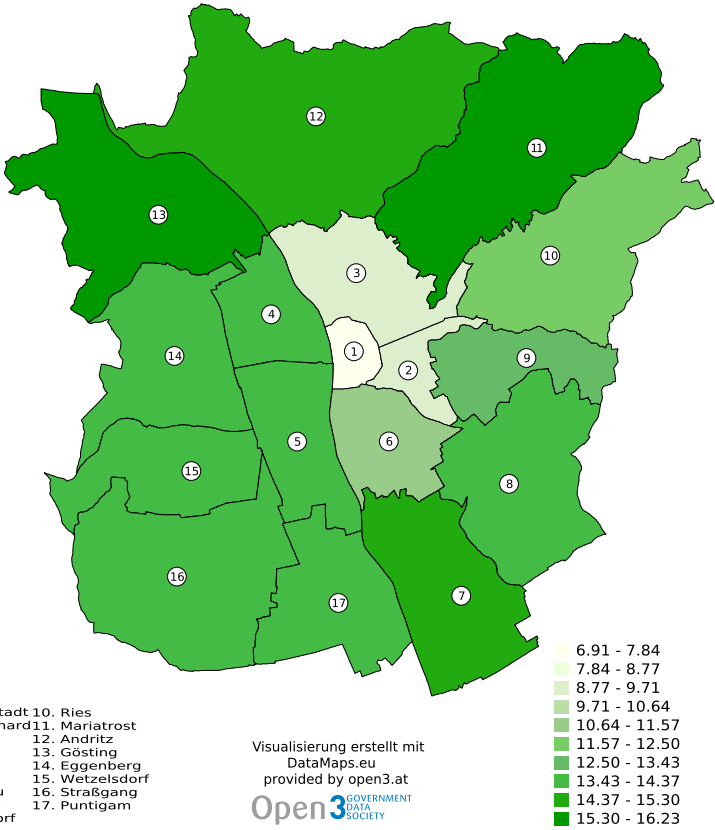 12
11
13
10
3
4
1
14
9
2
6
5
15
8
16
7
17
6.91 - 7.84
7.84 - 8.77
8.77 - 9.71
9.71 - 10.64
10.64 - 11.57
11.57 - 12.50
12.50 - 13.43
13.43 - 14.37
14.37 - 15.30
15.30 - 16.23
tadt 10. Ries
hard 11. Mariatrost
12. Andritz
13. Gösting
14. Eggenberg
15. Wetzelsdorf
u 16. Straßgang
17. Puntigam
orf
Visualisierung erstellt mit
DataMaps.eu
provided by open3.at
Open3 GOVERNMENT
DATA
SOCIETY